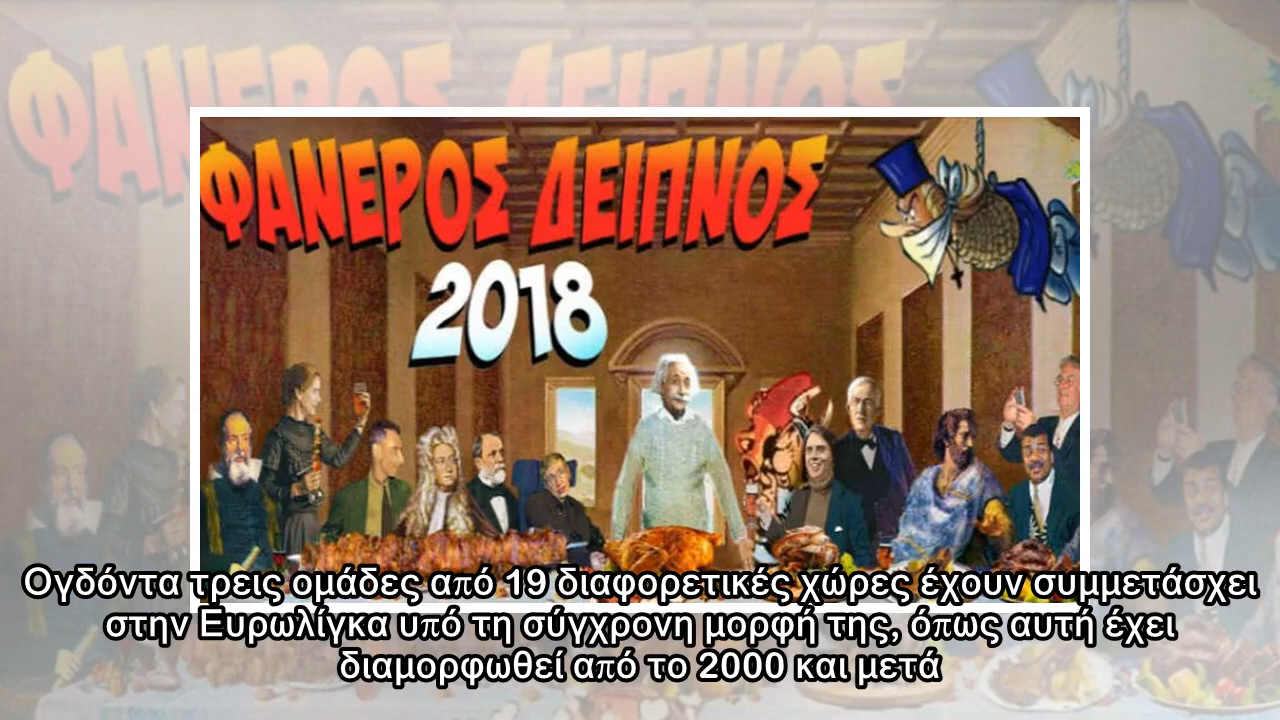 ΦΑΝΕΡΟΣ ΔΕΙΠΝΟΣ
2018
Ογδόντα τρεις ομάδες από 19 διαφορετικές χώρες έχουν συμμετάσχει
στην Ευρωλίγκα υπό τη σύγχρονη μορφή της, όπως αυτή έχει
διαμορφωθεί από το 2000 και μετά